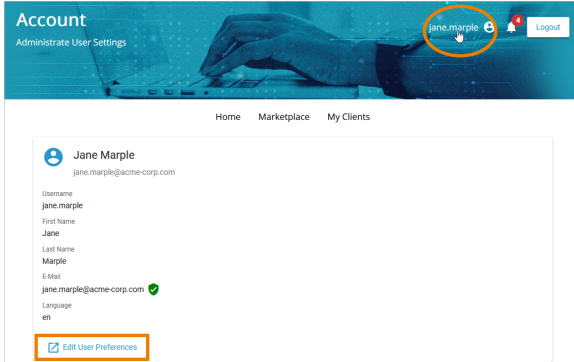 Account
jane.marple
4
Logout
Administrate User Settings
Home Marketplace My Clients
Jane Marple
jane.marple@acme-corp.com
Username
jane.marple
First Name
Jane
Last Name
Marple
E-Mail
jane.marple@acme-corp.com
Language
en
Edit User Preferences